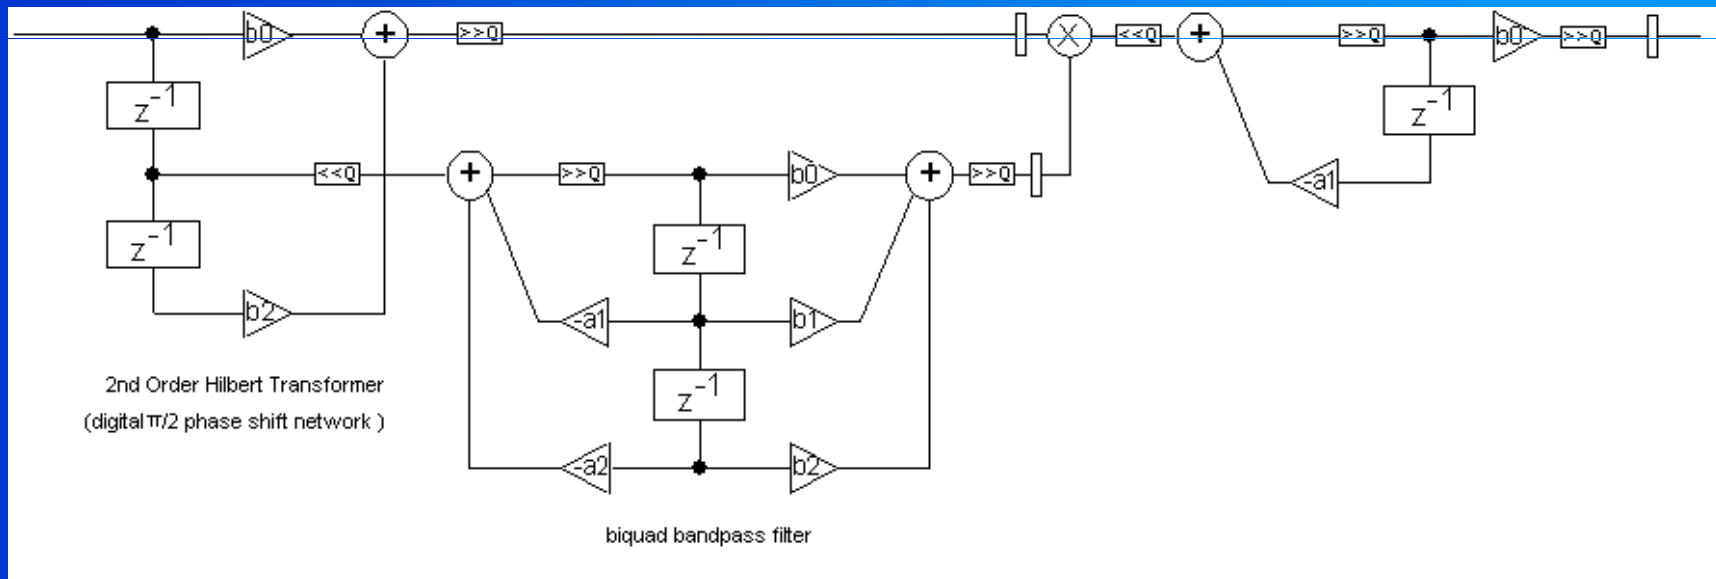 b0 + >>Q X <<Q + >>Q b0 >>Q
z^-1 z^-1
<<Q + >>Q b0 + >>Q
z^-1 z^-1
-a1
b2 -a1 b1
2nd Order Hilbert Transformer
z^-1
(digital π/2 phase shift network )
-a2 b2
biquad bandpass filter